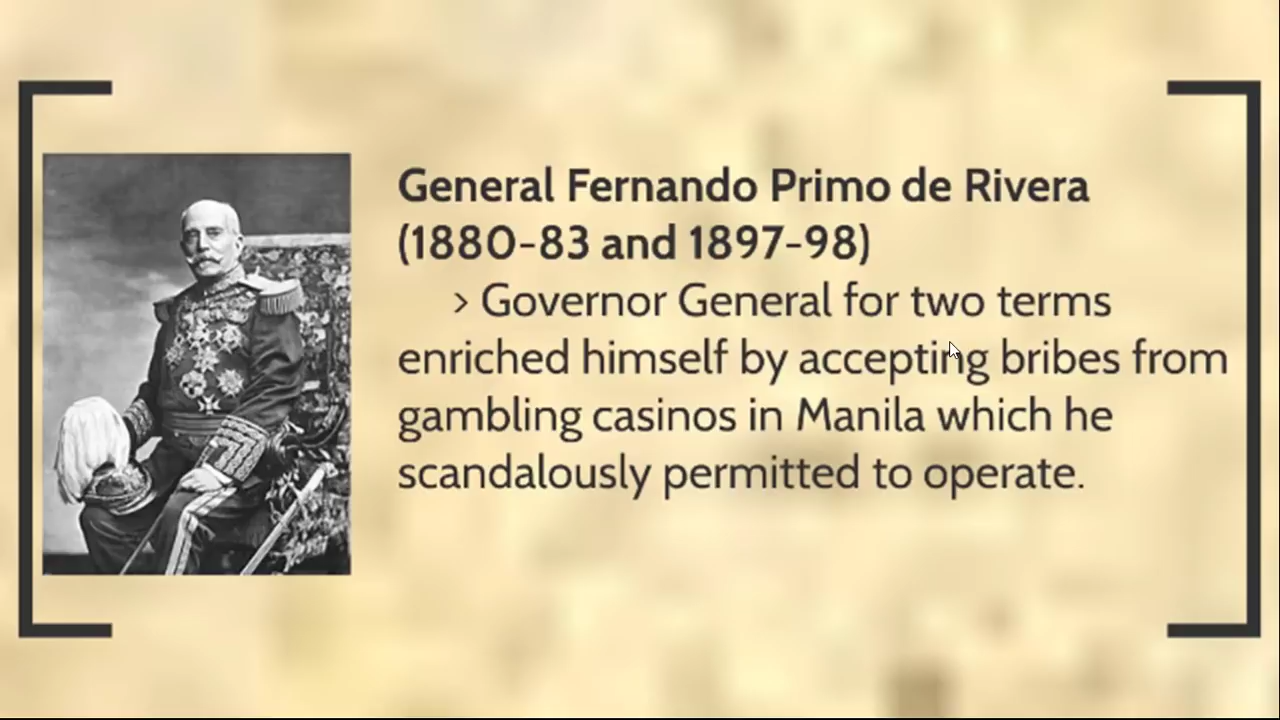 General Fernando Primo de Rivera
(1880-83 and 1897-98)
> Governor General for two terms
enriched himself by accepting bribes from
gambling casinos in Manila which he
scandalously permitted to operate.